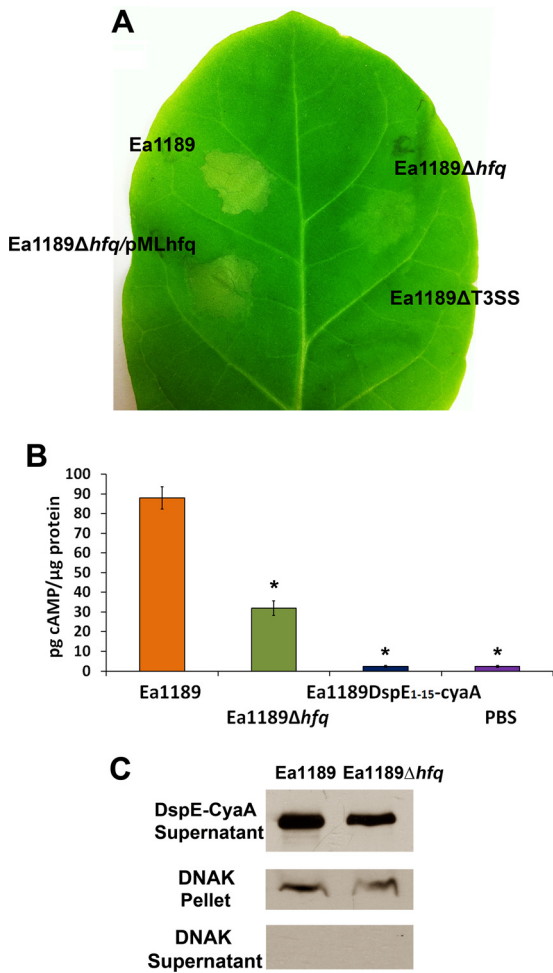 A
Ea1189
Ea1189Δhfq
Ea1189Δhfq/pMLhfq
Ea1189ΔT3SS
B
pg cAMP/µg protein
100
90
80
70
60
50
40
30
20
10
0
*
*
*
Ea1189
Ea1189DspE1-15-cyaA
Ea1189Δhfq
PBS
C
Ea1189 Ea1189Δhfq
DspE-CyaA
Supernatant
DNAK
Pellet
DNAK
Supernatant